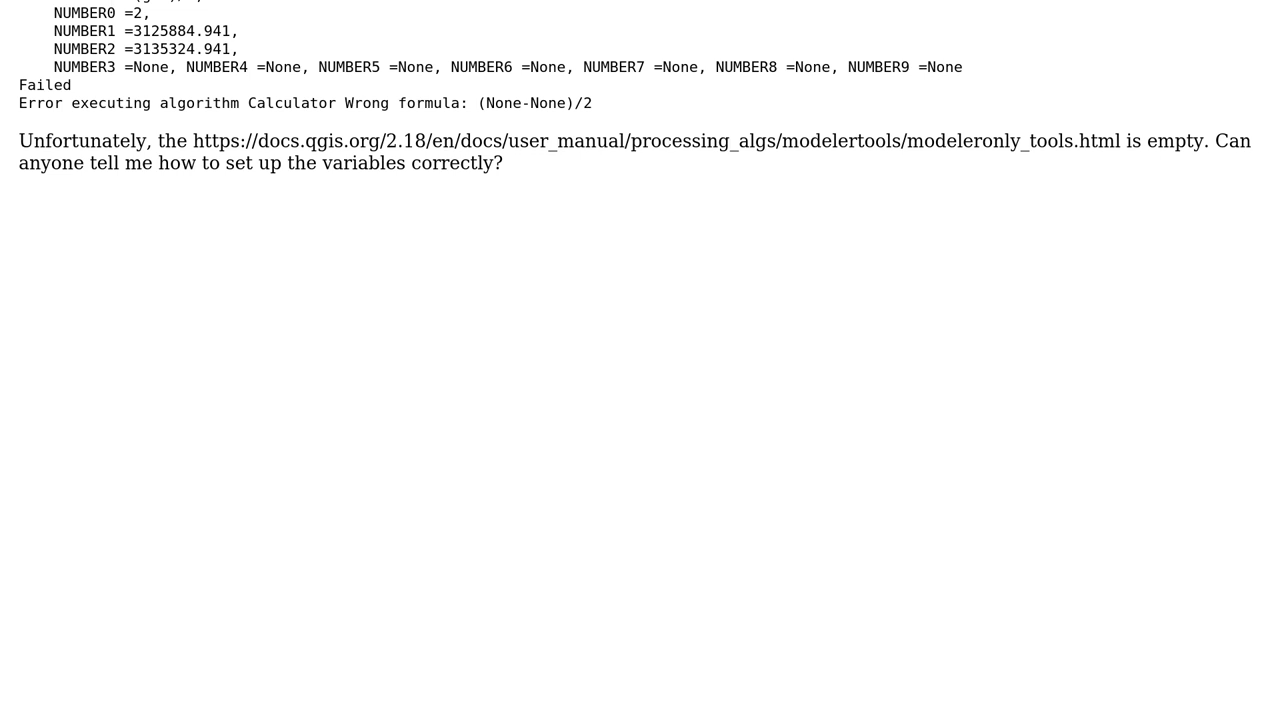 NUMBER0 =2,
NUMBER1 =3125884.941,
NUMBER2 =3135324.941,
NUMBER3 =None, NUMBER4 =None, NUMBER5 =None, NUMBER6 =None, NUMBER7 =None, NUMBER8 =None, NUMBER9 =None
Failed
Error executing algorithm Calculator Wrong formula: (None-None)/2
Unfortunately, the https://docs.qgis.org/2.18/en/docs/user_manual/processing_algs/modelertools/modeleronly_tools.html is empty. Can
anyone tell me how to set up the variables correctly?